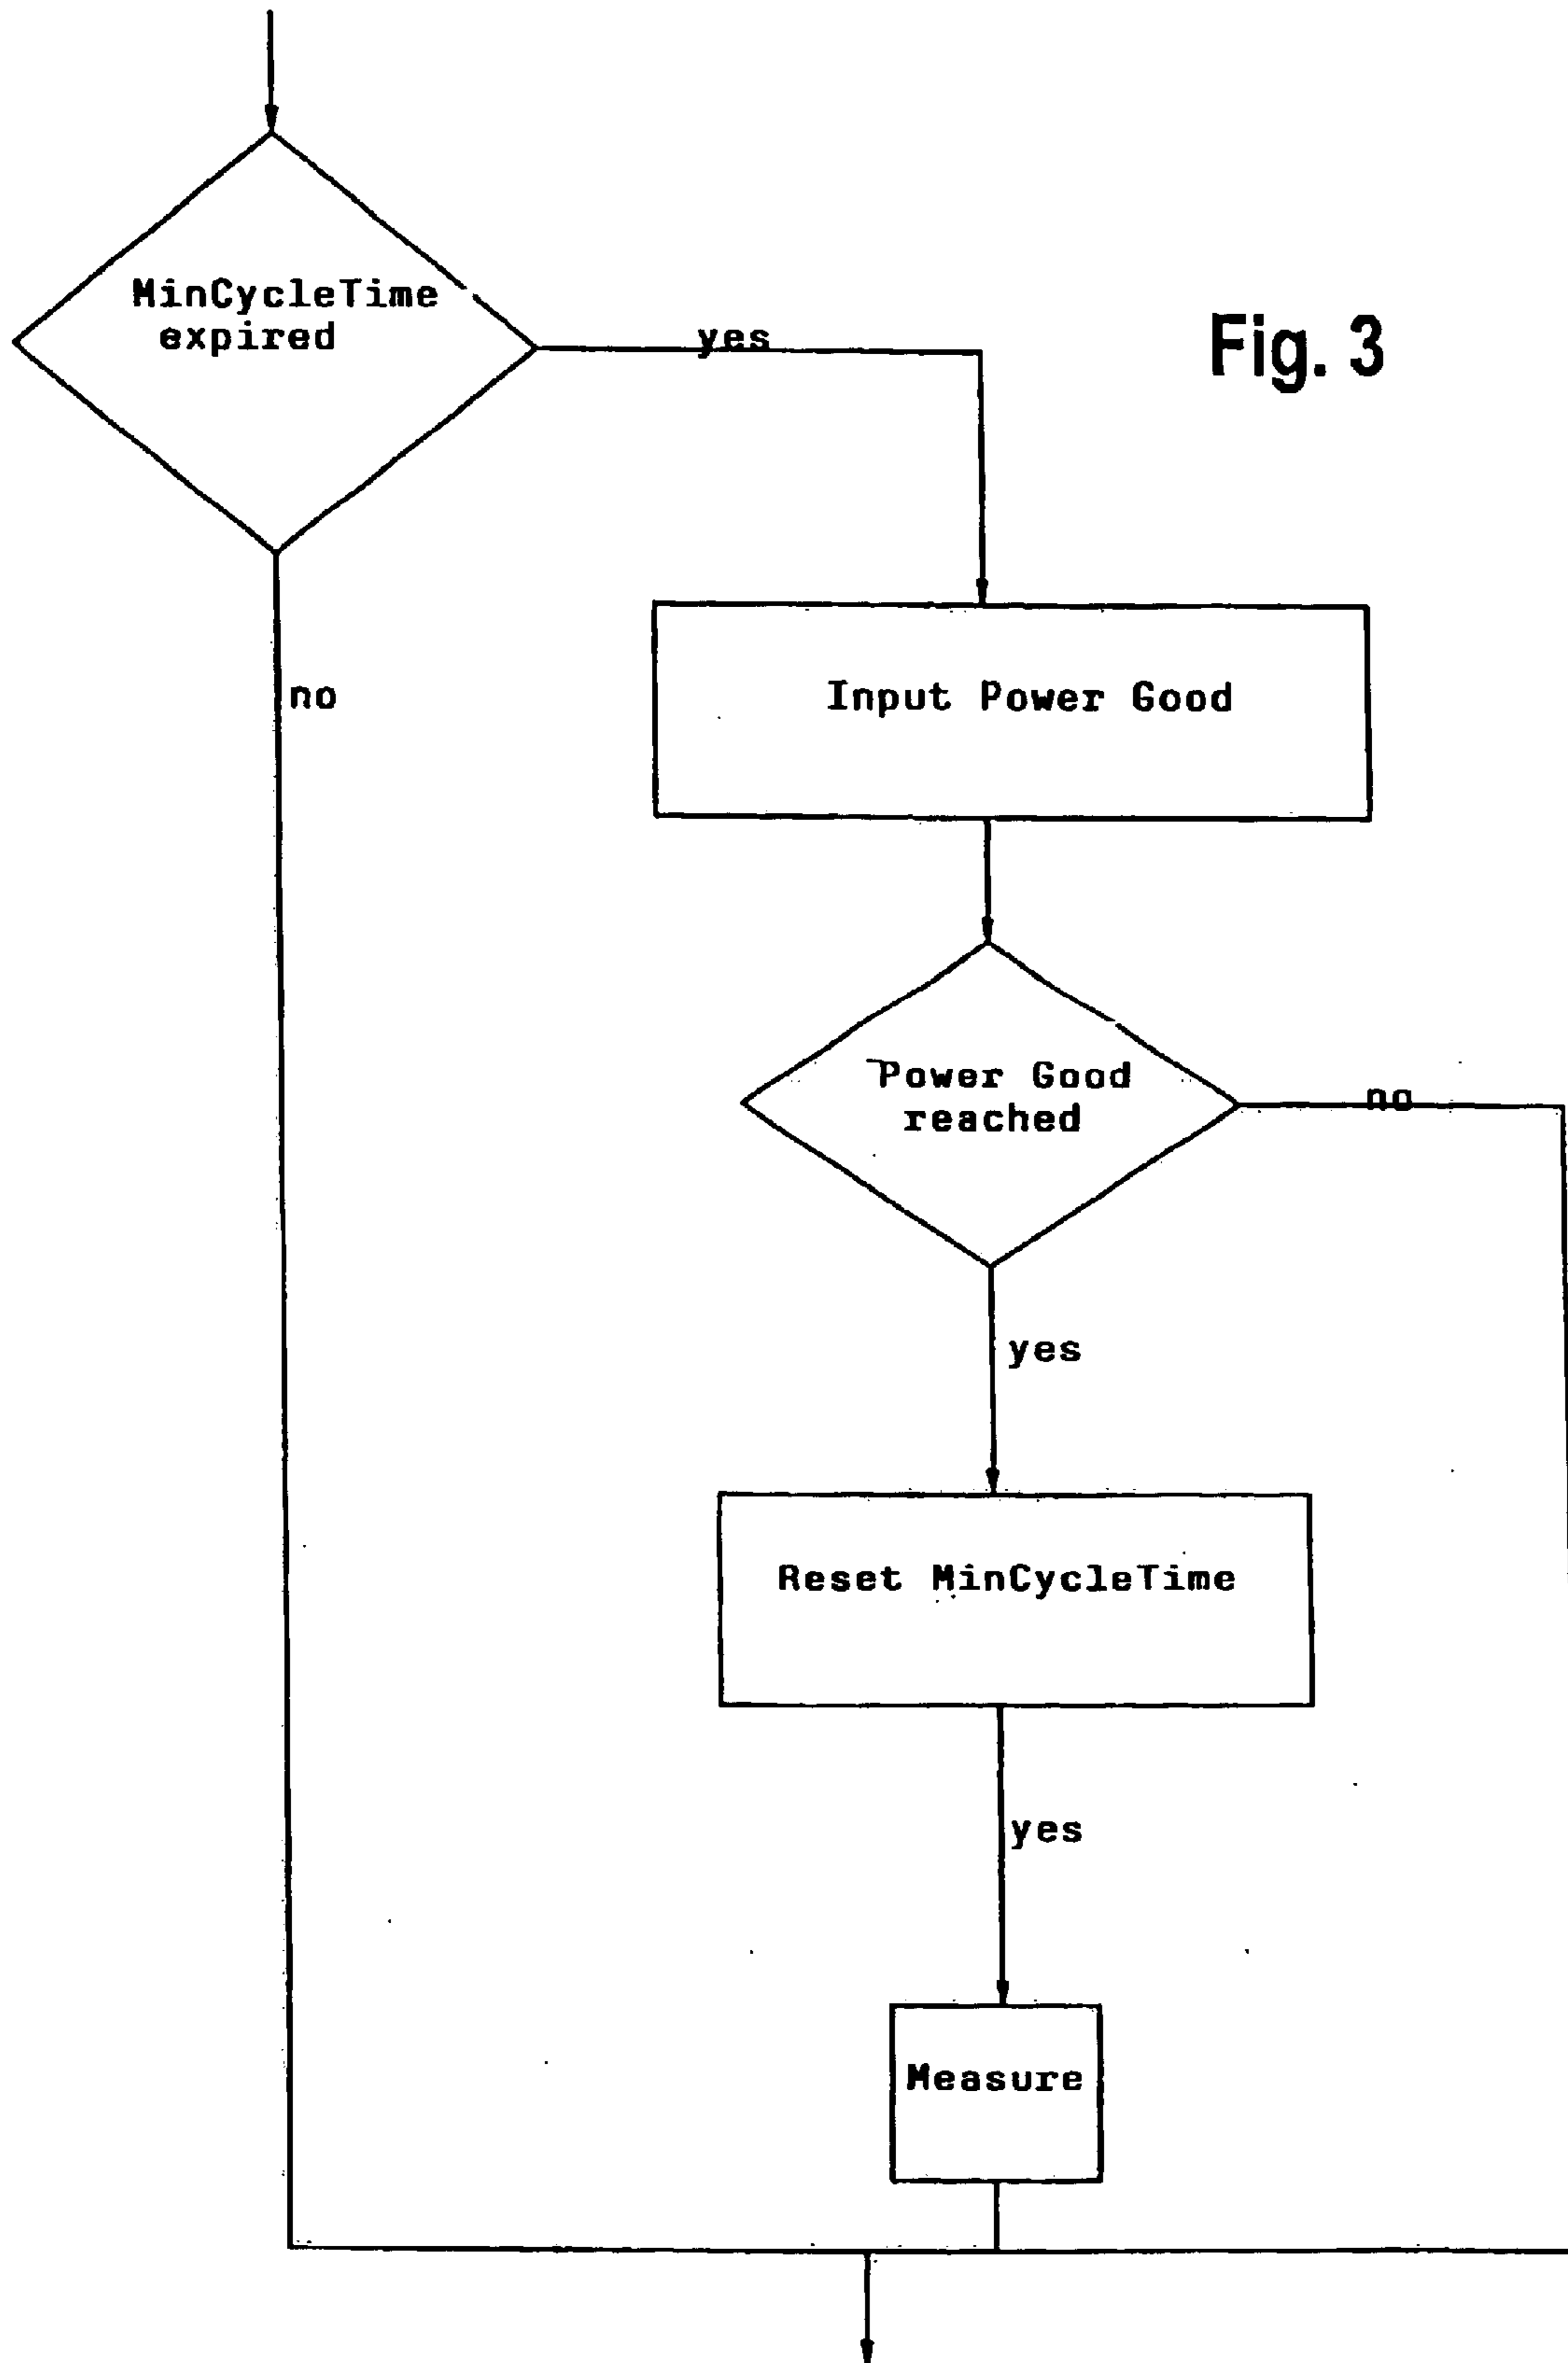 MinCycleTime
expired
yes
Fig. 3
no
Input Power Good
Power Good
reached
no
yes
Reset MinCycleTime
yes
Measure